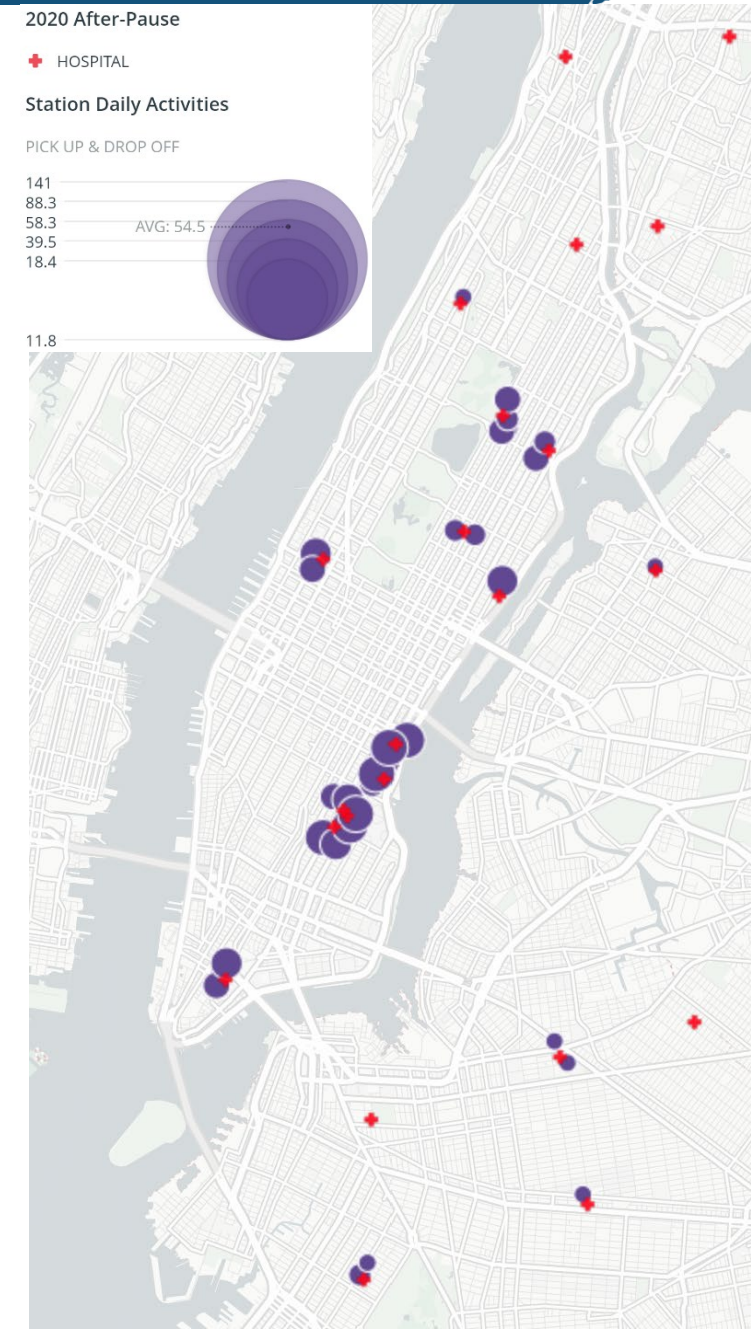 2020 After-Pause
HOSPITAL
Station Daily Activities
PICK UP & DROP OFF
141
88.3
58.3
AVG: 54.5
39.5
18.4
11.8